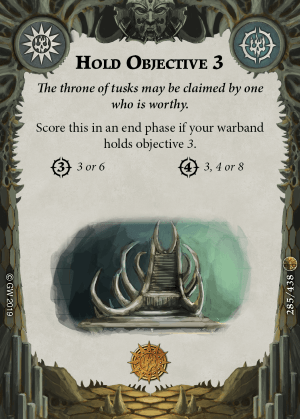 Hold Objective 3
The throne of tusks may be claimed by one
who is worthy.
Score this in an end phase if your warband
holds objective 3.
3 3 or 6
4 3, 4 or 8
© GW 2019
285/438